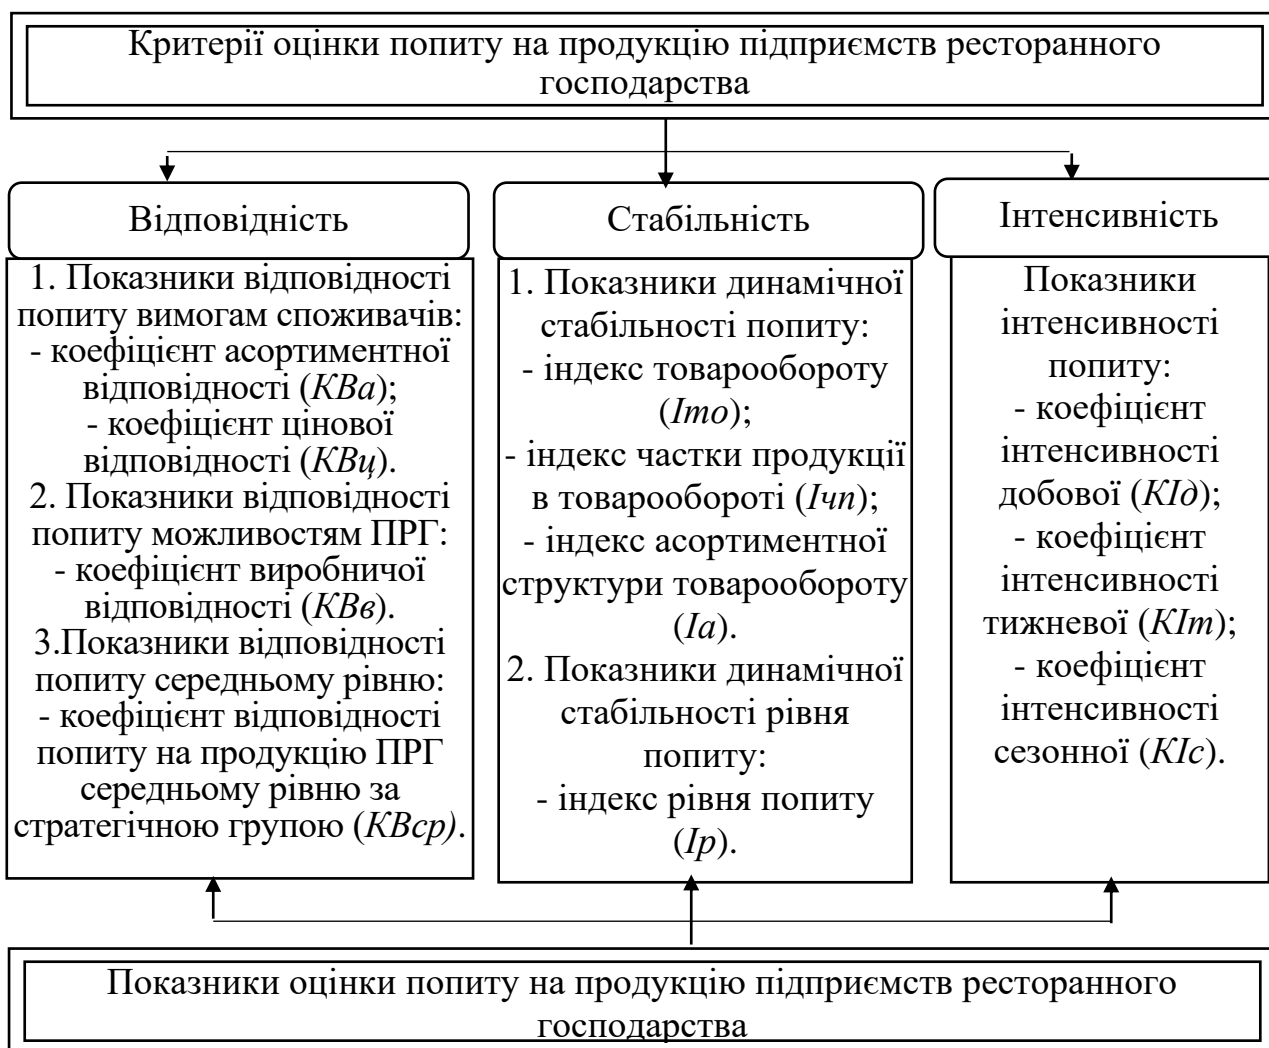 Критерії оцінки попиту на продукцію підприємств ресторанного
господарства
Відповідність
1. Показники відповідності
попиту вимогам споживачів:
- коефіцієнт асортиментної
відповідності (КВа);
- коефіцієнт цінової
відповідності (КВц).
2. Показники відповідності
попиту можливостям ПРГ:
- коефіцієнт виробничої
відповідності (КВв).
3.Показники відповідності
попиту середньому рівню:
- коефіцієнт відповідності
попиту на продукцію ПРГ
середньому рівню за
стратегічною групою (КВср).
Стабільність
1. Показники динамічної
стабільності попиту:
- індекс товарообороту
(Іто);
- індекс частки продукції
в товарообороті (Ічп);
- індекс асортиментної
структури товарообороту
(Іа).
2. Показники динамічної
стабільності рівня
попиту:
- індекс рівня попиту
(Ір).
Інтенсивність
Показники
інтенсивності
попиту:
- коефіцієнт
інтенсивності
добової (КІд);
- коефіцієнт
інтенсивності
тижневої (КІт);
- коефіцієнт
інтенсивності
сезонної (КІс).
Показники оцінки попиту на продукцію підприємств ресторанного
господарства